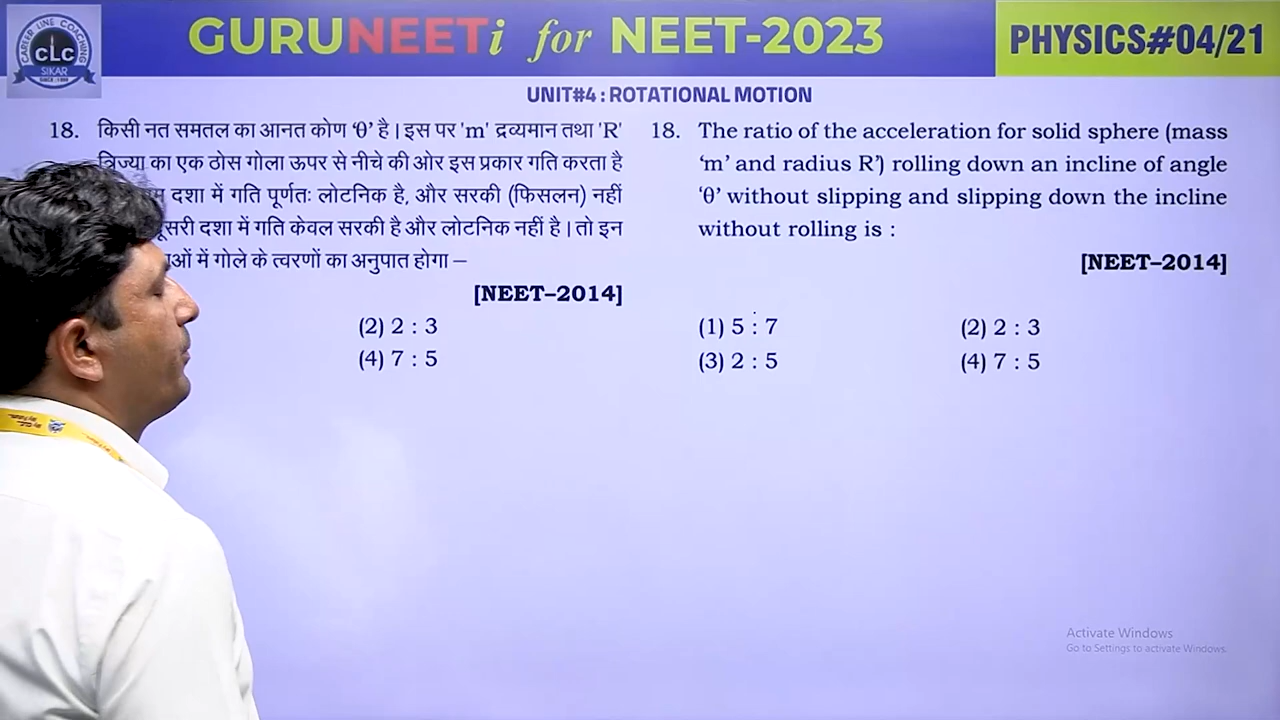 GURUNEETi for NEET-2023
PHYSICS#04/21
CAREER LINE COACHING
CLC
SIKAR
UNIT#4 : ROTATIONAL MOTION
18. किसी नत समतल का आनत कोण 'θ' है। इस पर 'm' द्रव्यमान तथा 'R'
त्रिज्या का एक ठोस गोला ऊपर से नीचे की ओर इस प्रकार गति करता है
दशा में गति पूर्णतः लोटनिक है, और सरकी (फिसलन) नहीं
दशा में गति केवल सरकी है और लोटनिक नहीं है। तो इन
में गोले के त्वरणों का अनुपात होगा –
[NEET–2014]
(2) 2 : 3
(4) 7 : 5
18. The ratio of the acceleration for solid sphere (mass
'm' and radius R') rolling down an incline of angle
'θ' without slipping and slipping down the incline
without rolling is :
[NEET–2014]
(1) 5 : 7 (2) 2 : 3
(3) 2 : 5 (4) 7 : 5
Activate Windows
Go to Settings to activate Windows.